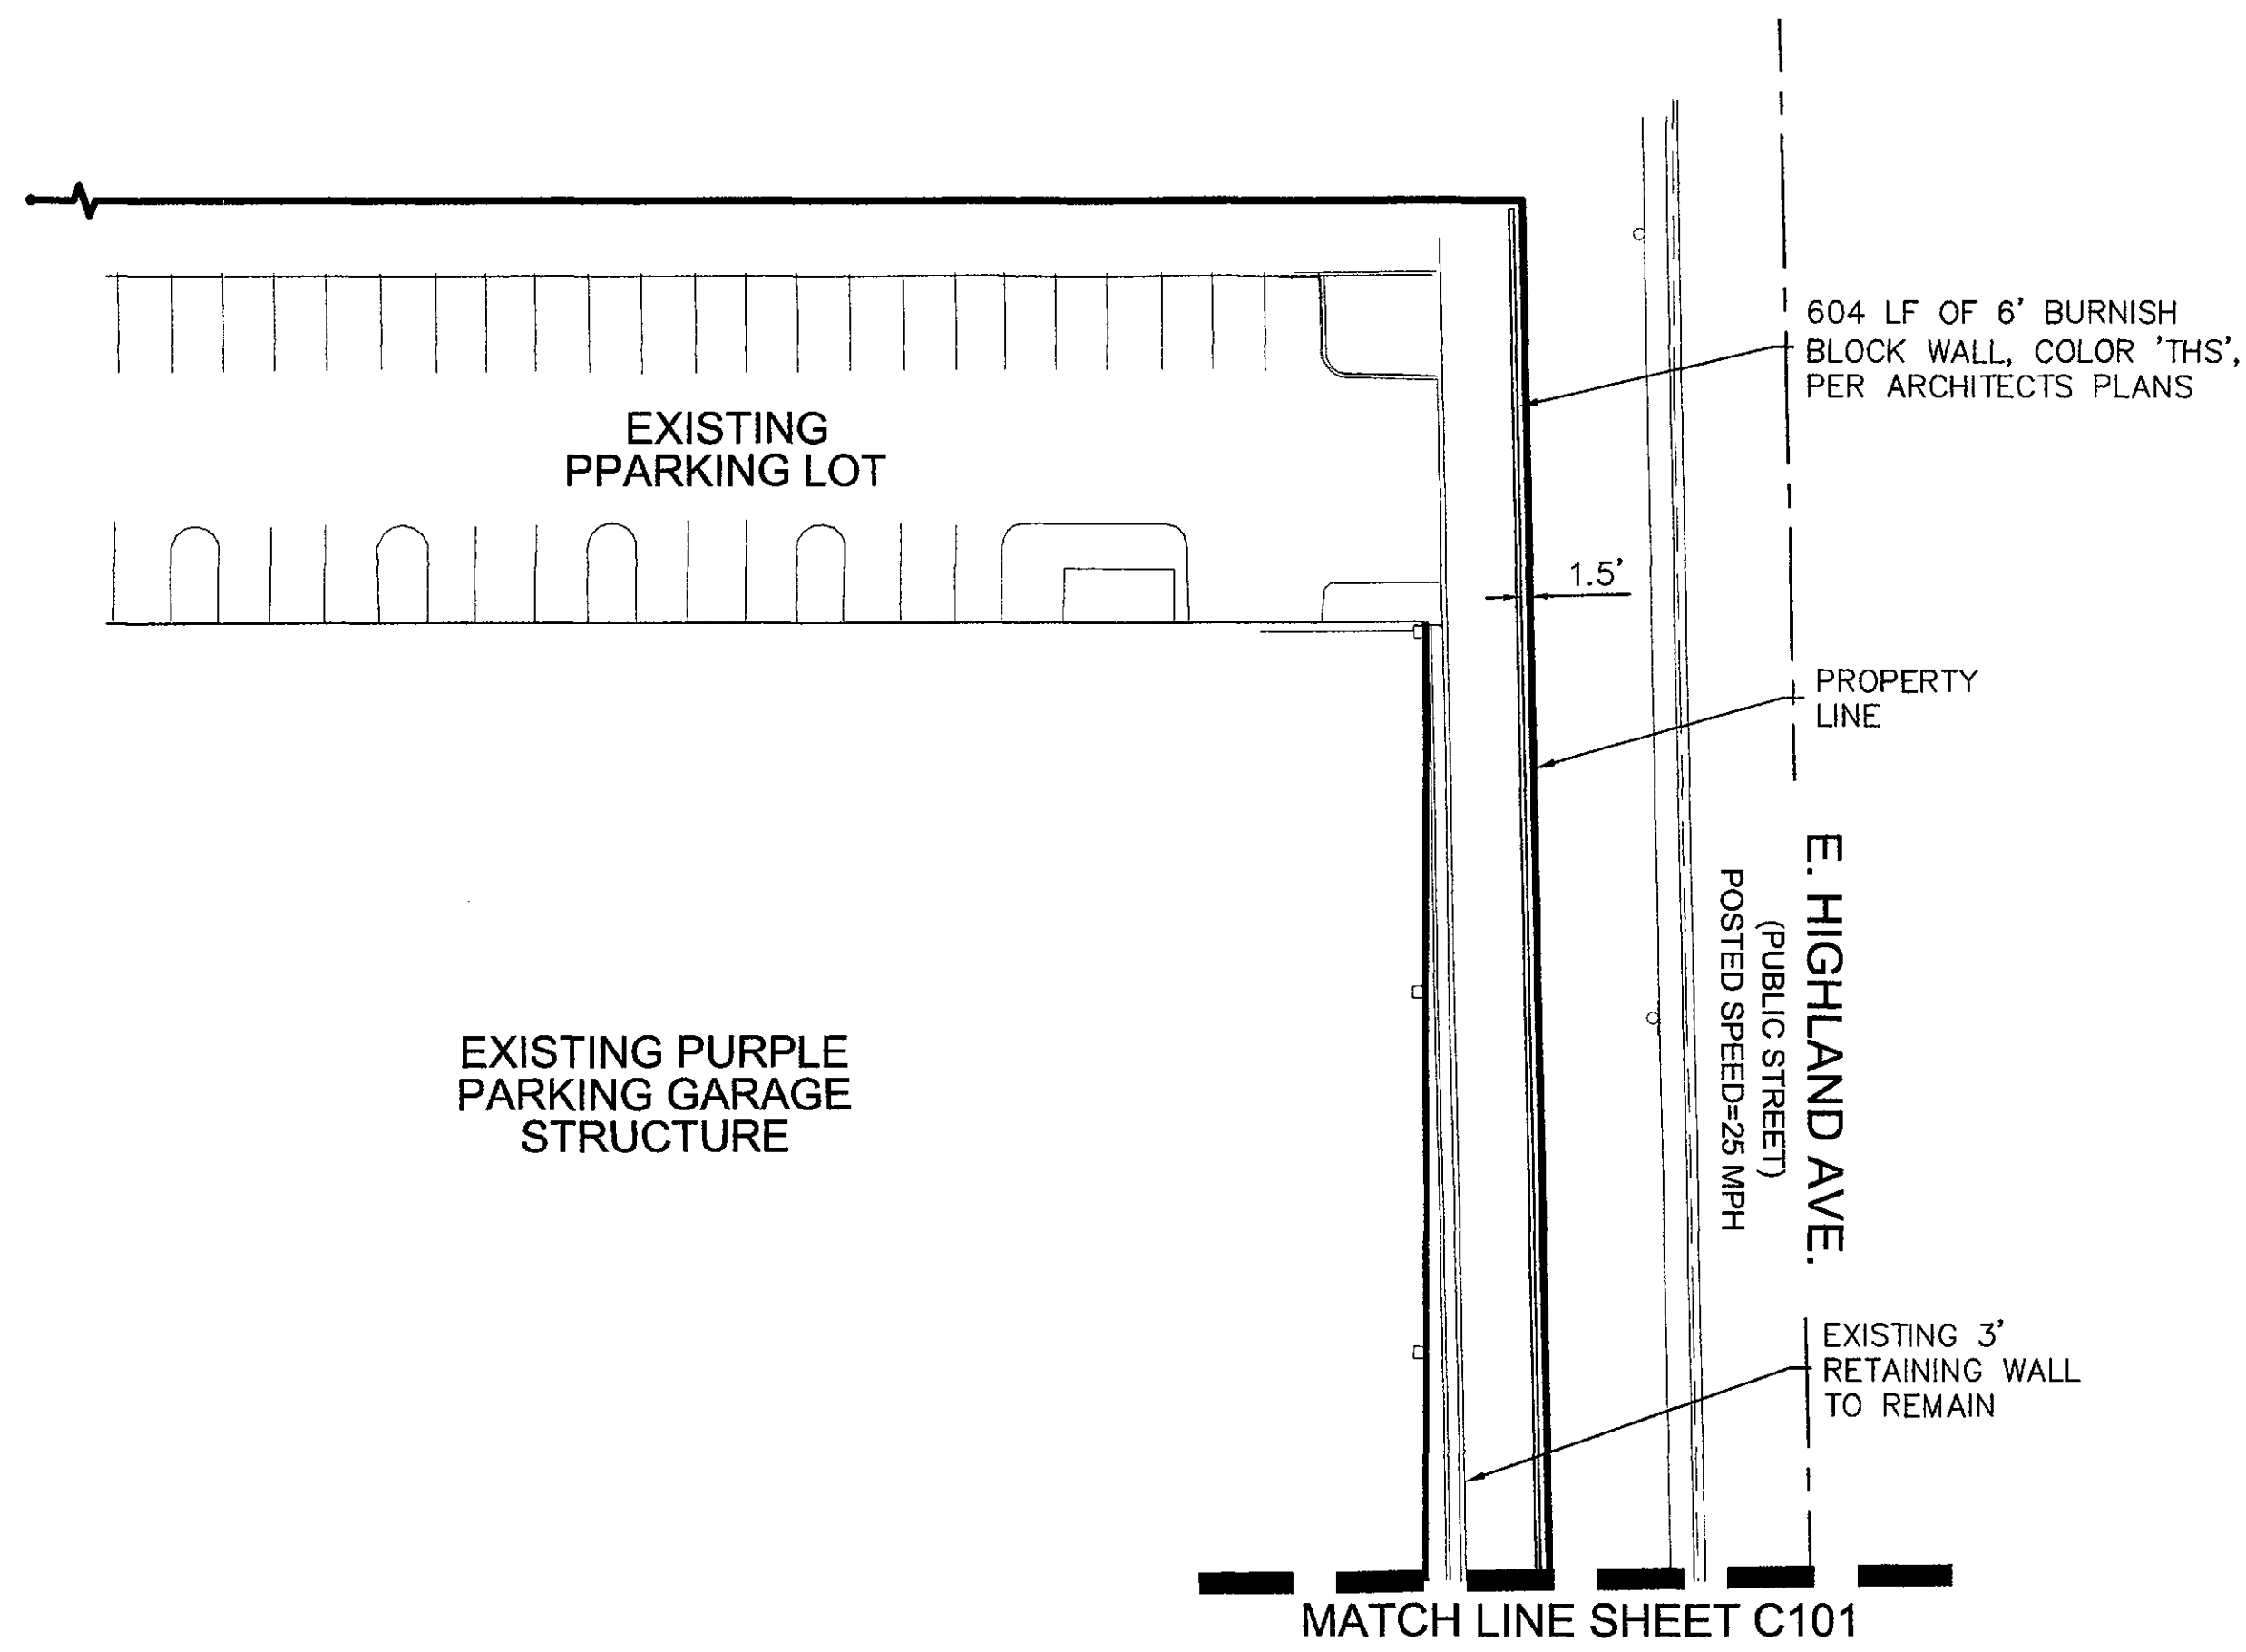 604 LF OF 6' BURNISH
BLOCK WALL, COLOR 'THS',
PER ARCHITECTS PLANS
EXISTING
PPARKING LOT
1.5'
PROPERTY
LINE
E. HIGHLAND AVE.
(PUBLIC STREET)
POSTED SPEED=25 MPH
EXISTING PURPLE
PARKING GARAGE
STRUCTURE
EXISTING 3'
RETAINING WALL
TO REMAIN
MATCH LINE SHEET C101